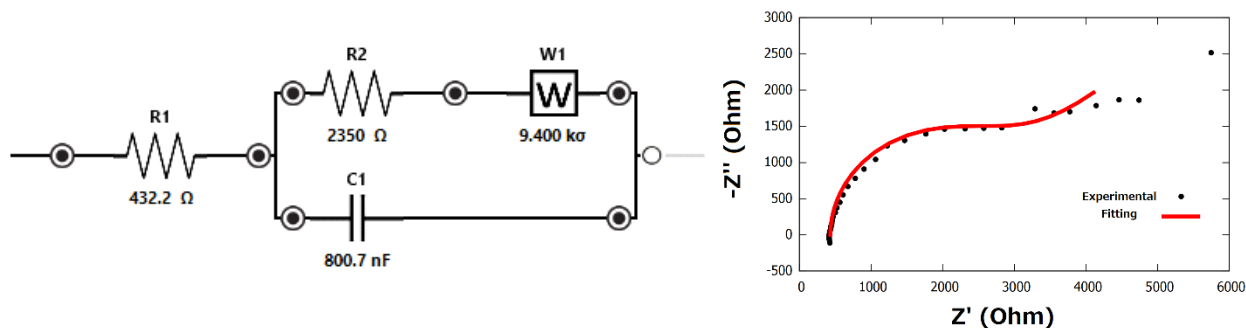 R1
432.2 Ω
R2
2350 Ω
W1
W
9.400 kσ
C1
800.7 nF
-Z'' (Ohm)
3000
2500
2000
1500
1000
500
0
-500
Experimental
Fitting
0 1000 2000 3000 4000 5000 6000
Z' (Ohm)